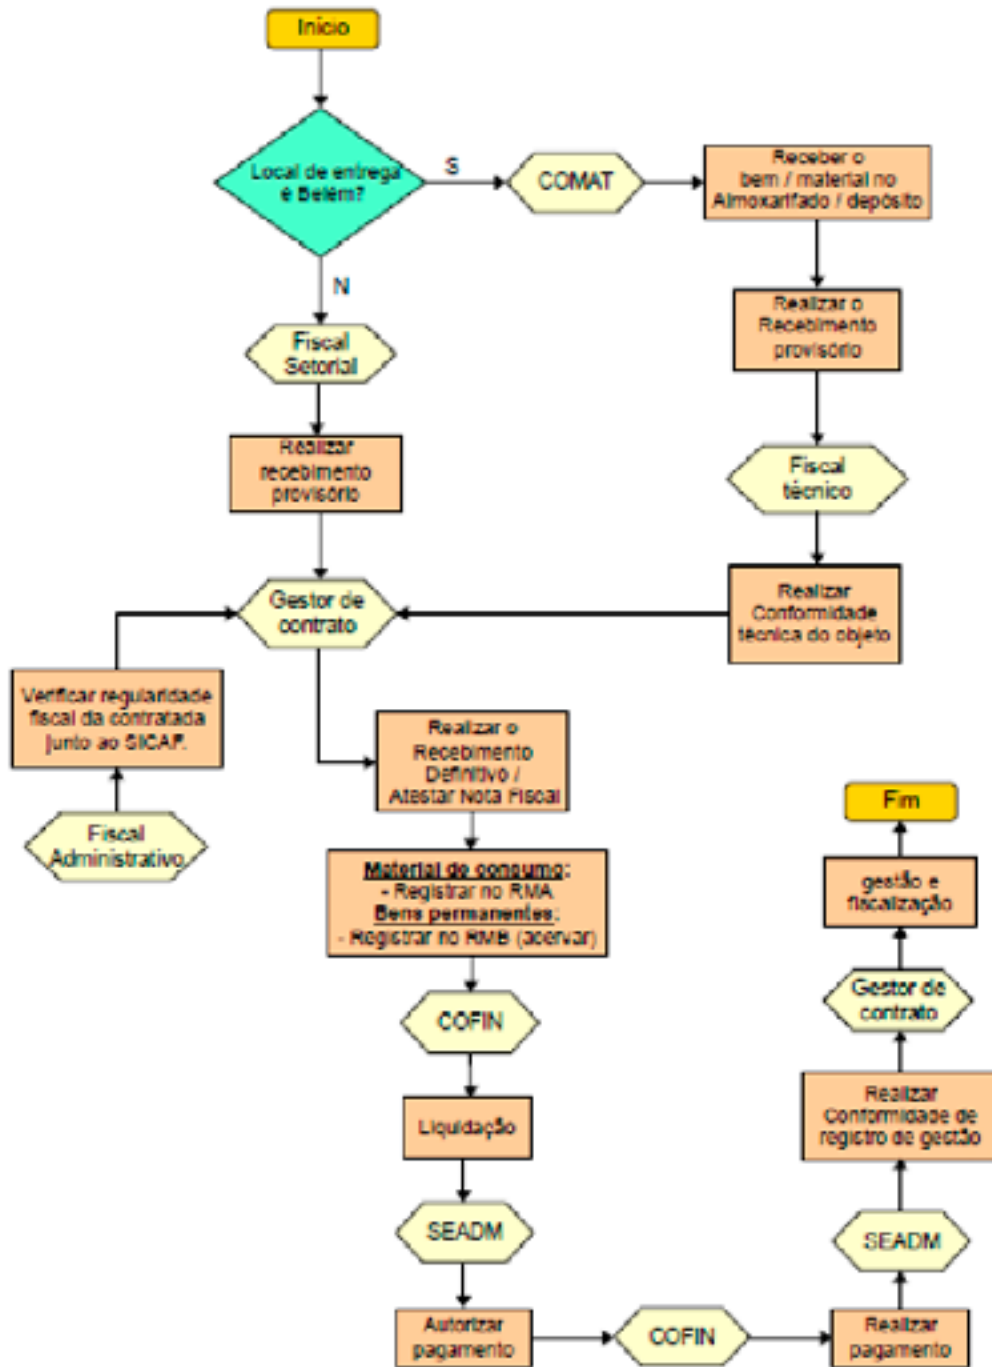 Início
Local de entrega
é Belém?
S
COMAT
Receber o
bem / material no
Almoxarifado / depósito
N
Realizar o
Recebimento
provisório
Fiscal
Setorial
Realizar
recebimento
provisório
Fiscal
técnico
Realizar
Conformidade
técnica do objeto
Gestor de
contrato
Verificar regularidade
fiscal da contratada
junto ao SICAF.
Fiscal
Administrativo
Realizar o
Recebimento
Definitivo /
Atestar Nota Fiscal
Material de consumo:
- Registrar no RMA
Bens permanentes:
- Registrar no RMB (acervar)
COFIN
Liquidação
SEADM
Autorizar
pagamento
COFIN
Realizar
pagamento
SEADM
Realizar
Conformidade de
registro de gestão
Gestor de
contrato
gestão e
fiscalização
Fim